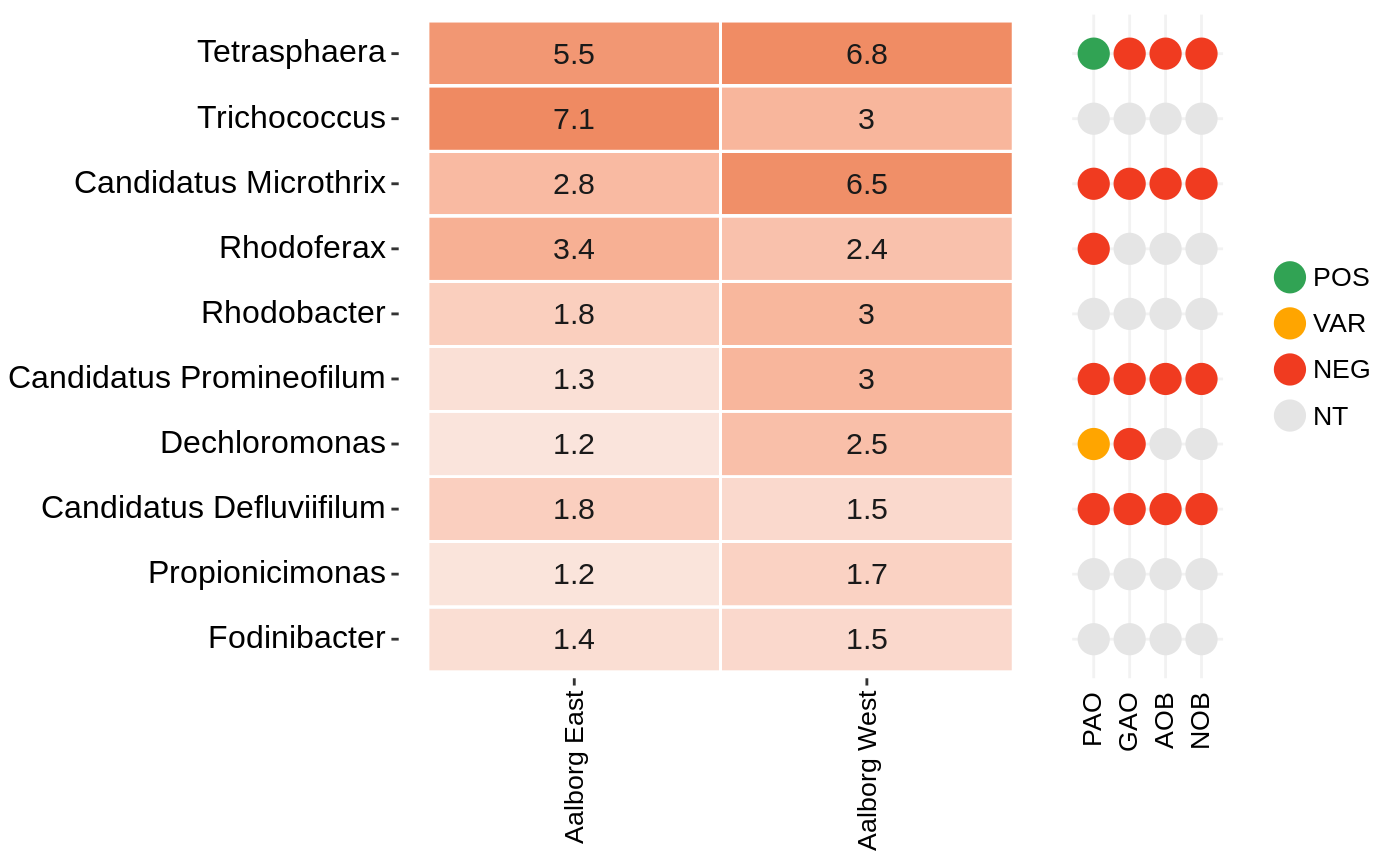 Tetrasphaera 5.5 6.8
Trichococcus 7.1 3
Candidatus Microthrix 2.8 6.5
Rhodoferax 3.4 2.4
Rhodobacter 1.8 3
Candidatus Promineofilum 1.3 3
Dechloromonas 1.2 2.5
Candidatus Defluviifilum 1.8 1.5
Propionicimonas 1.2 1.7
Fodinibacter 1.4 1.5
Aalborg East
Aalborg West
PAO
GAO
AOB
NOB
POS
VAR
NEG
NT